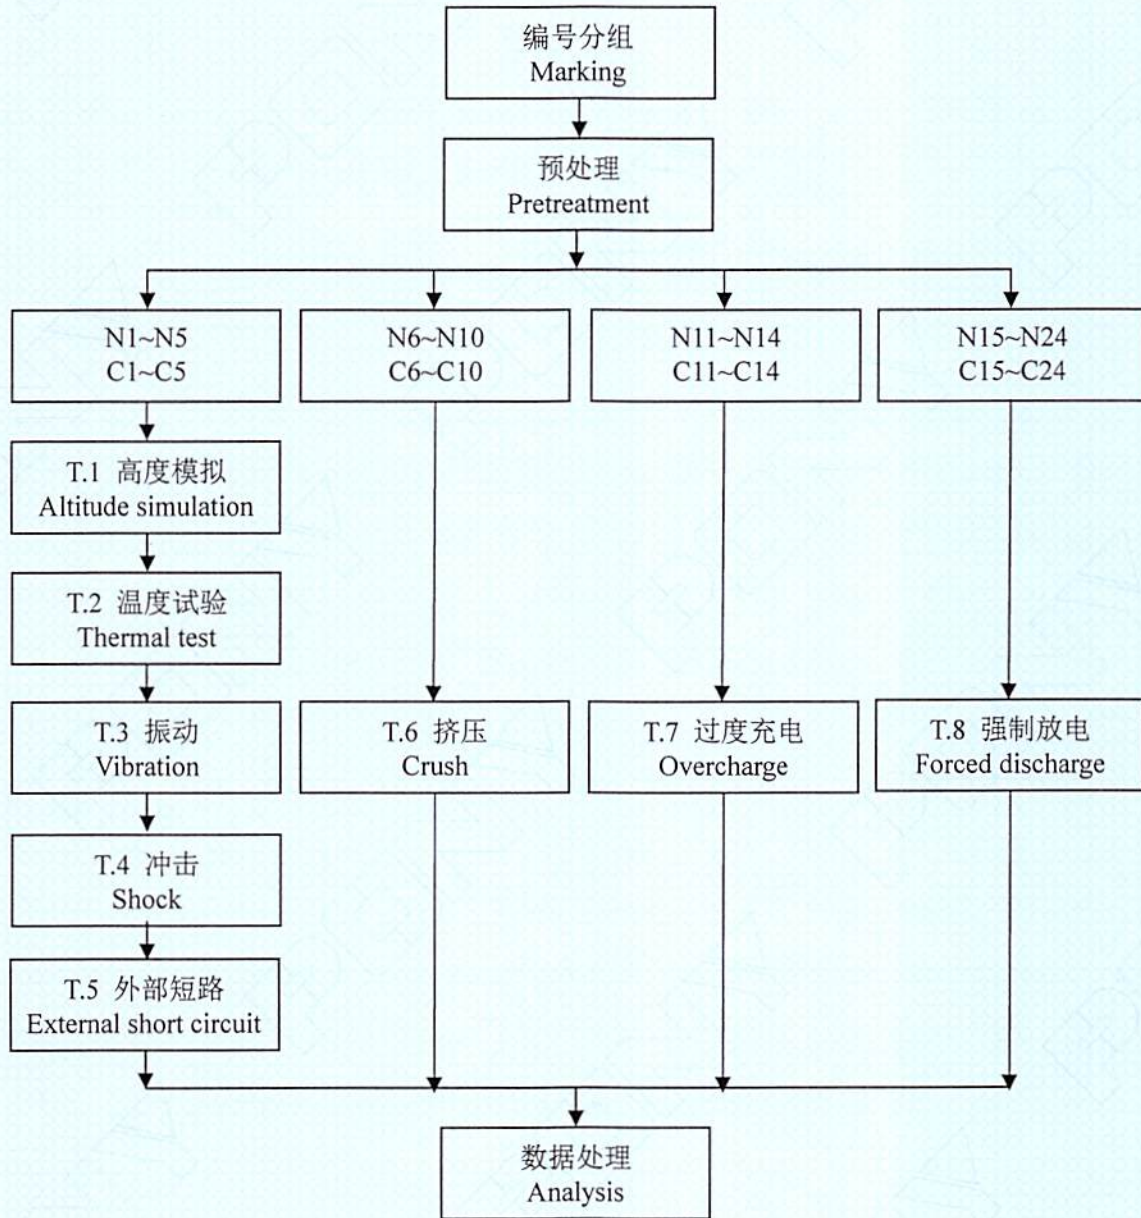 编号分组
Marking
预处理
Pretreatment
N1~N5
C1~C5
N6~N10
C6~C10
N11~N14
C11~C14
N15~N24
C15~C24
T.1 高度模拟
Altitude simulation
T.2 温度试验
Thermal test
T.3 振动
Vibration
T.6 挤压
Crush
T.7 过度充电
Overcharge
T.8 强制放电
Forced discharge
T.4 冲击
Shock
T.5 外部短路
External short circuit
数据处理
Analysis